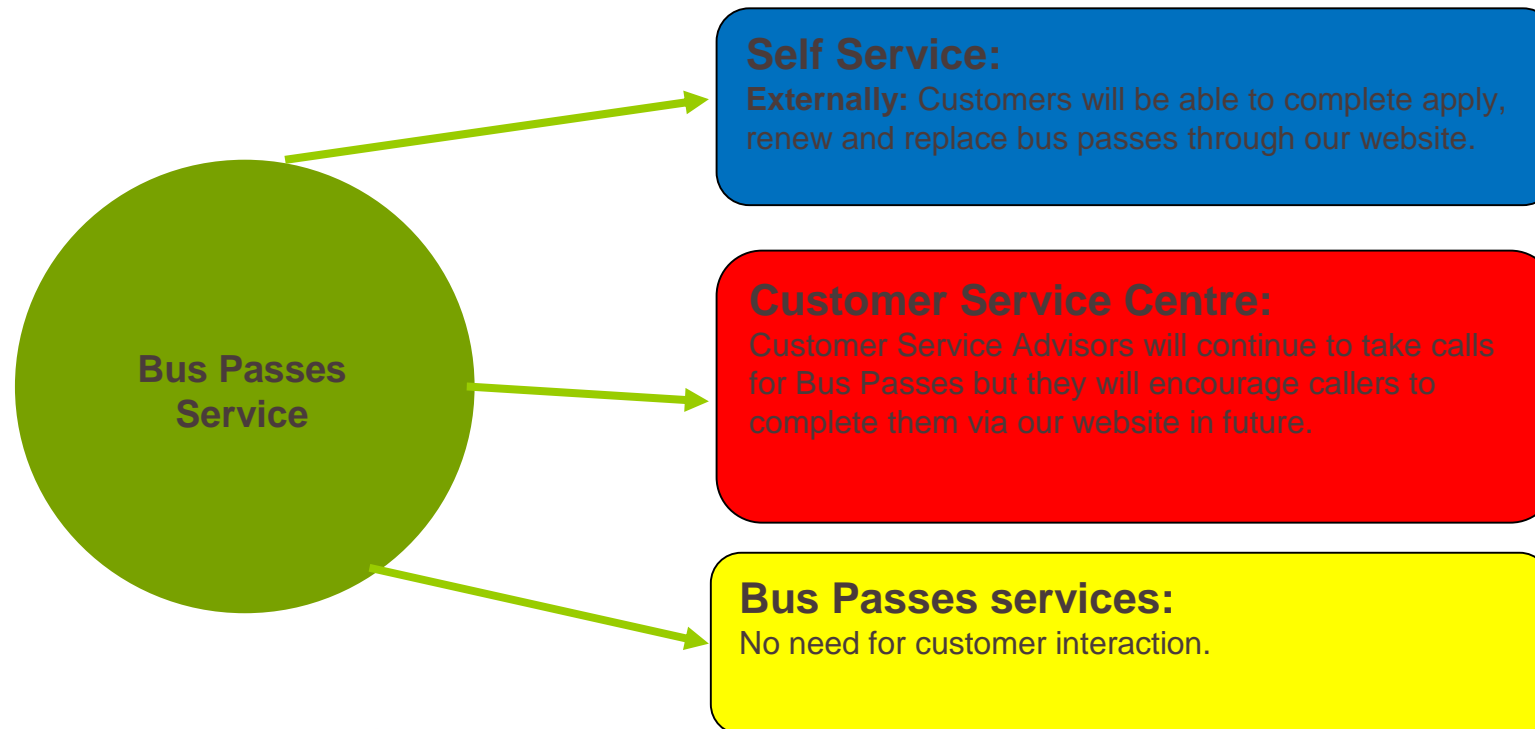 Self Service:
Externally: Customers will be able to complete apply,
renew and replace bus passes through our website.
Bus Passes
Service
Customer Service Centre:
Customer Service Advisors will continue to take calls
for Bus Passes but they will encourage callers to
complete them via our website in future.
Bus Passes services:
No need for customer interaction.